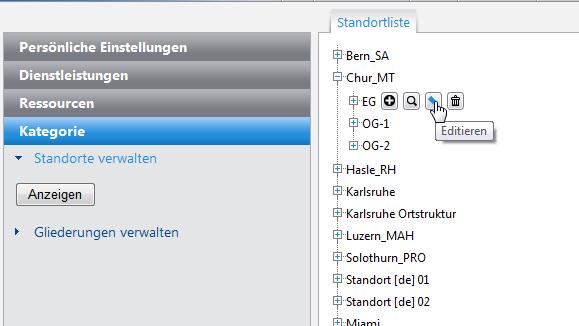 Persönliche Einstellungen
Dienstleistungen
Ressourcen
Kategorie
Standorte verwalten
Anzeigen
Gliederungen verwalten
Standortliste
Bern_SA
Chur_MT
EG
Editieren
OG-1
OG-2
Hasle_RH
Karlsruhe
Karlsruhe Ortstruktur
Luzern_MAH
Solothurn_PRO
Standort [de] 01
Standort [de] 02
Miami